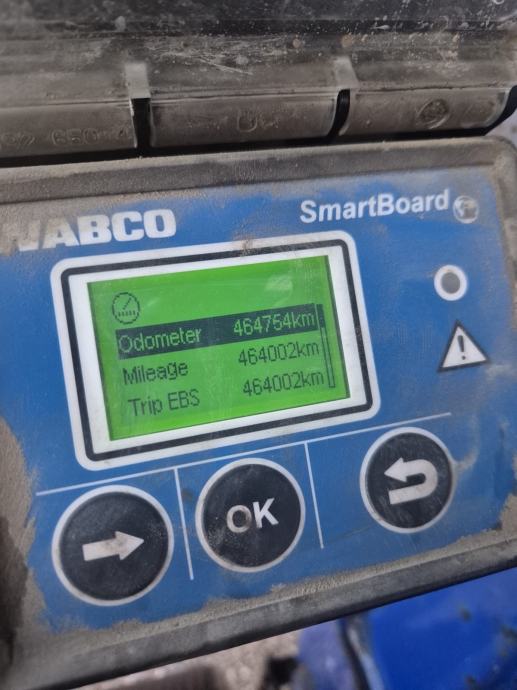 WABCO
SmartBoard
Odometer 464754km
Mileage 464002km
Trip EBS 464002km
OK